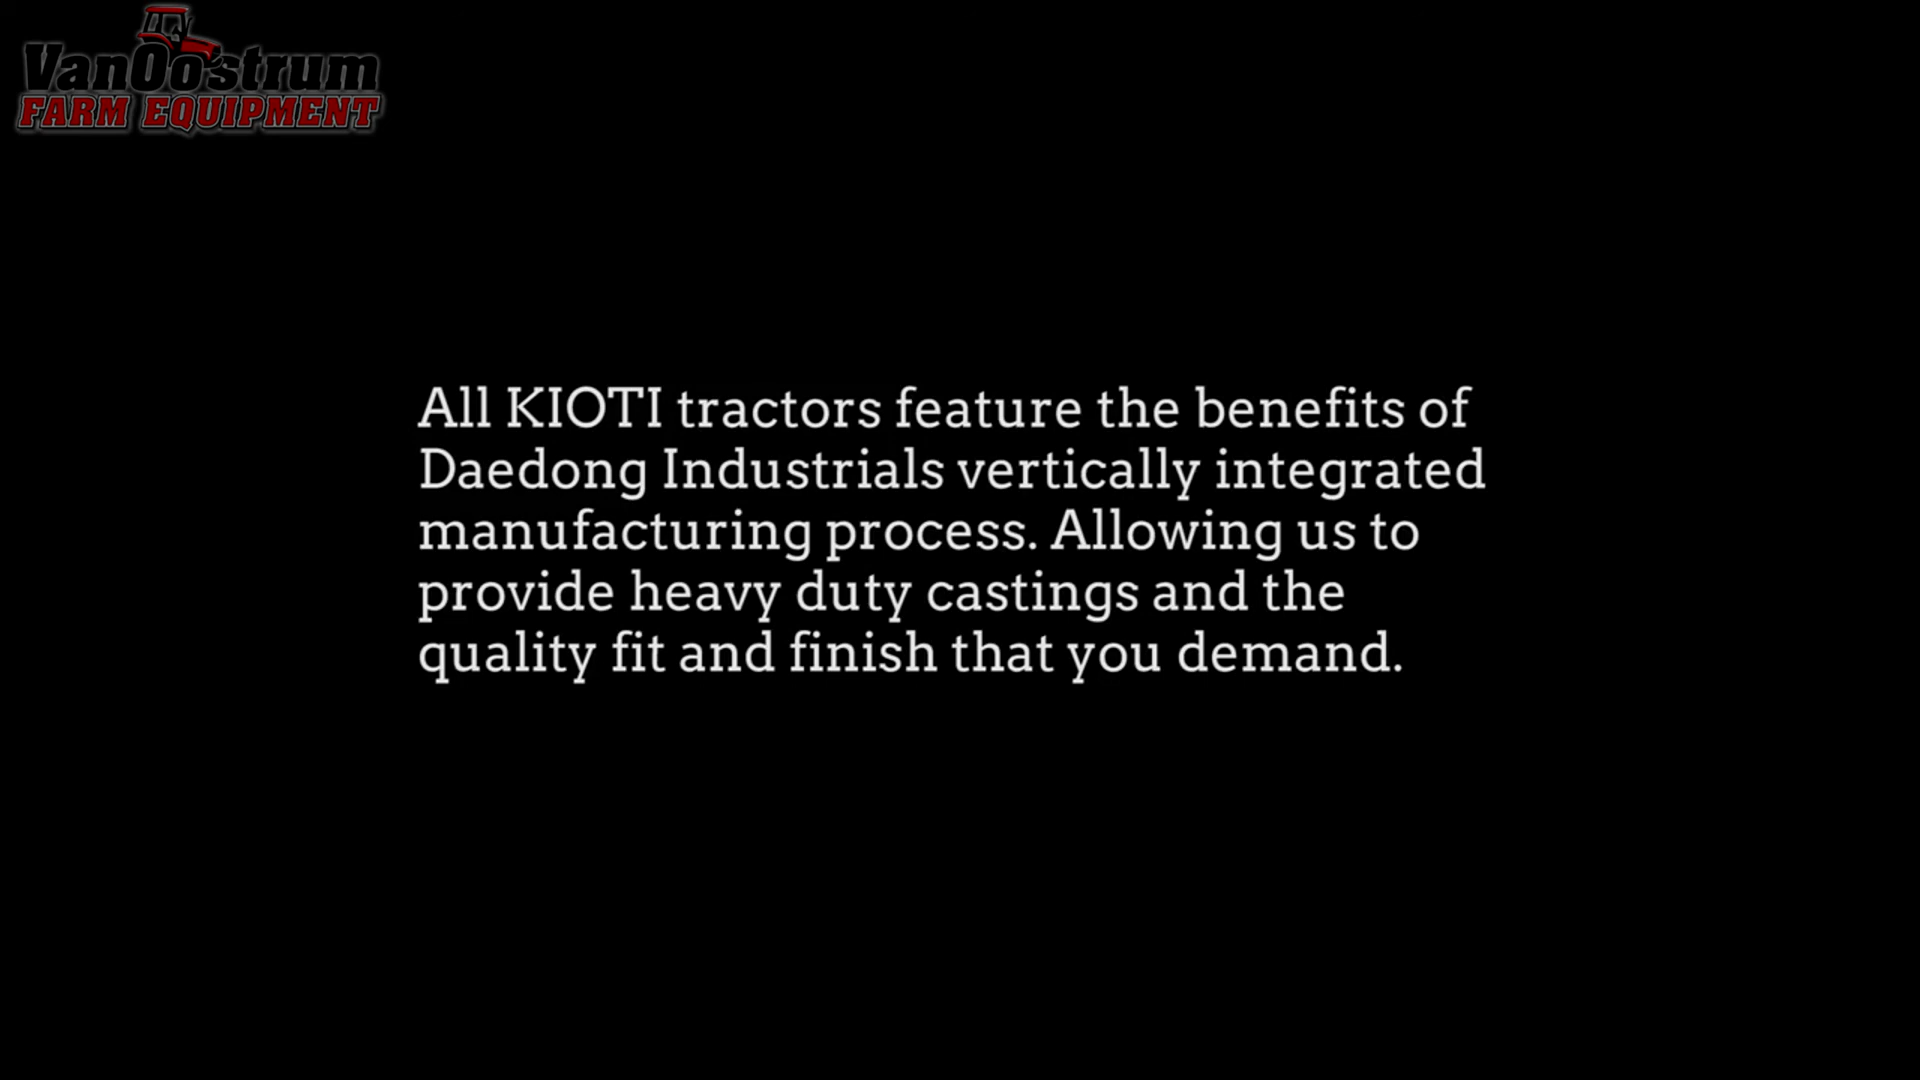 VanOostrum
FARM EQUIPMENT
All KIOTI tractors feature the benefits of
Daedong Industrials vertically integrated
manufacturing process. Allowing us to
provide heavy duty castings and the
quality fit and finish that you demand.